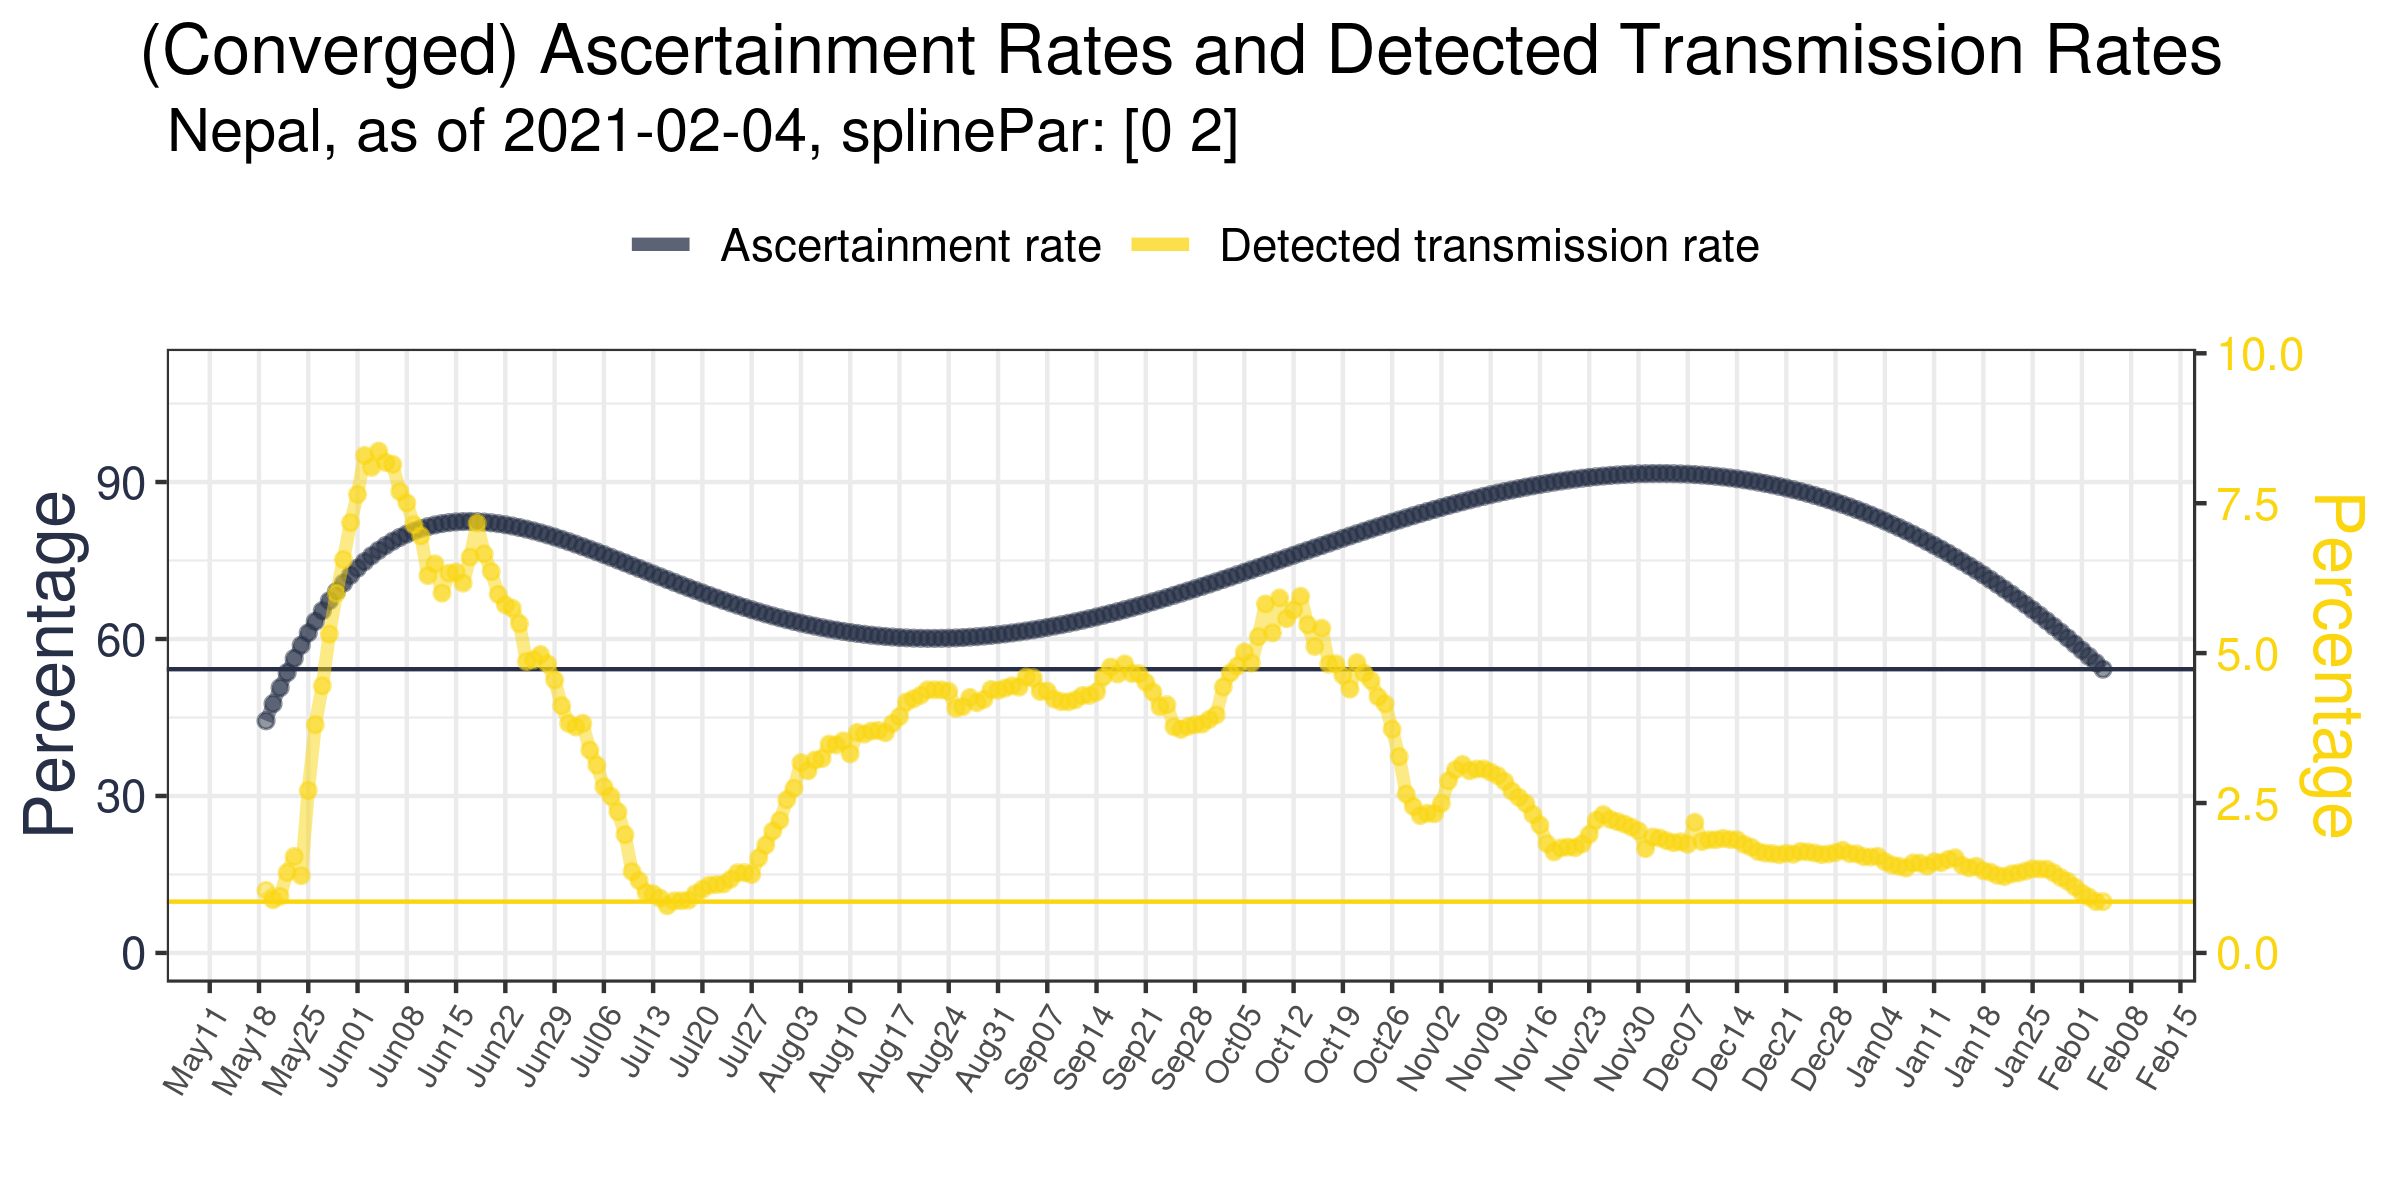 (Converged) Ascertainment Rates and Detected Transmission Rates
Nepal, as of 2021-02-04, splinePar: [0 2]
Ascertainment rate
Detected transmission rate
Percentage
90
60
30
0
10.0
7.5
5.0
2.5
0.0
Percentage
May11
May18
May25
Jun01
Jun08
Jun15
Jun22
Jun29
Jul06
Jul13
Jul20
Jul27
Aug03
Aug10
Aug17
Aug24
Aug31
Sep07
Sep14
Sep21
Sep28
Oct05
Oct12
Oct19
Oct26
Nov02
Nov09
Nov16
Nov23
Nov30
Dec07
Dec14
Dec21
Dec28
Jan04
Jan11
Jan18
Jan25
Feb01
Feb08
Feb15